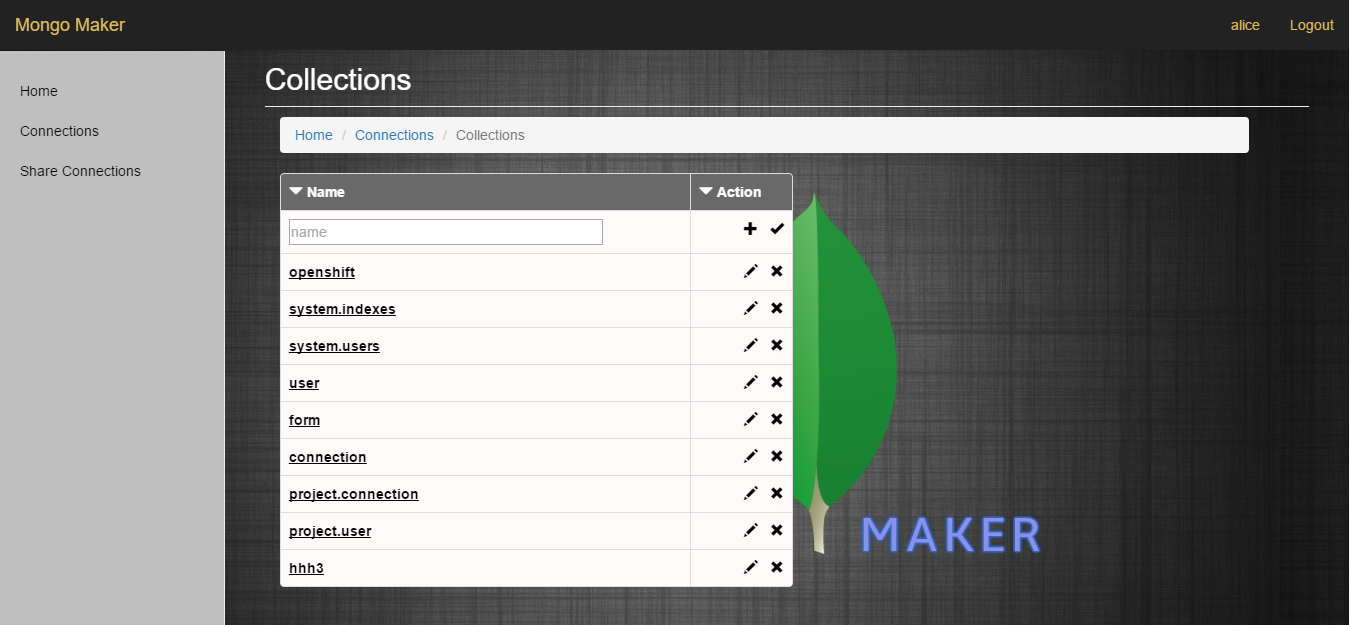 Mongo Maker alice Logout
Home
Connections
Share Connections
Collections
Home / Connections / Collections
Name Action
name
openshift
system.indexes
system.users
user
form
connection
project.connection
project.user
hhh3
MAKER